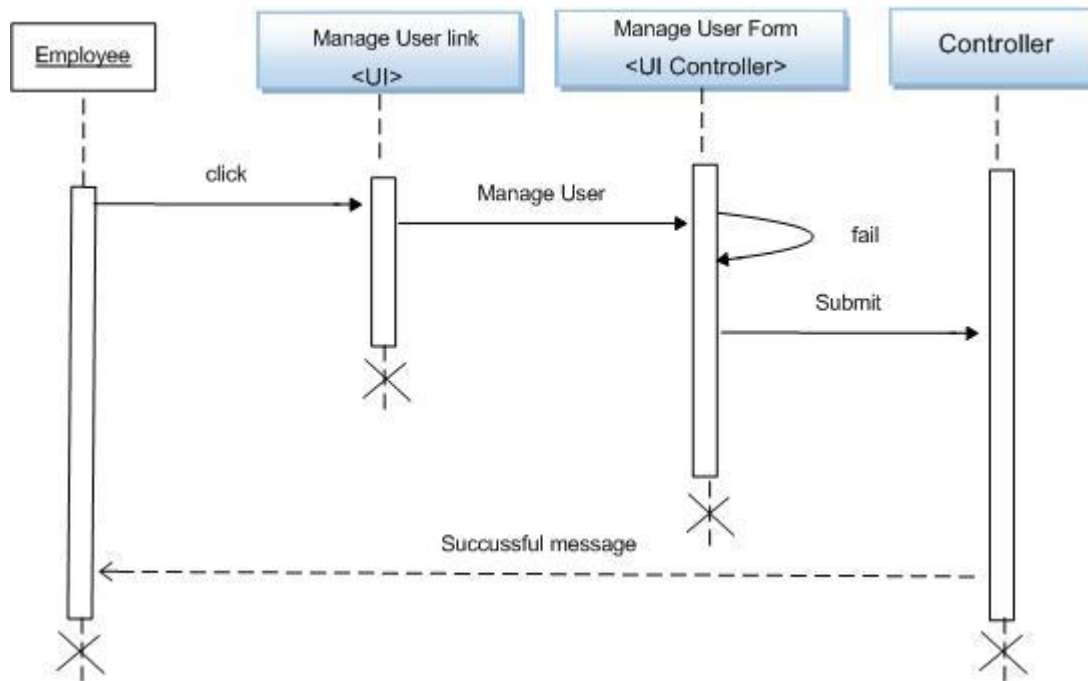 Employee
Manage User link
<UI>
Manage User Form
<UI Controller>
Controller
click
Manage User
fail
Submit
Succussful message